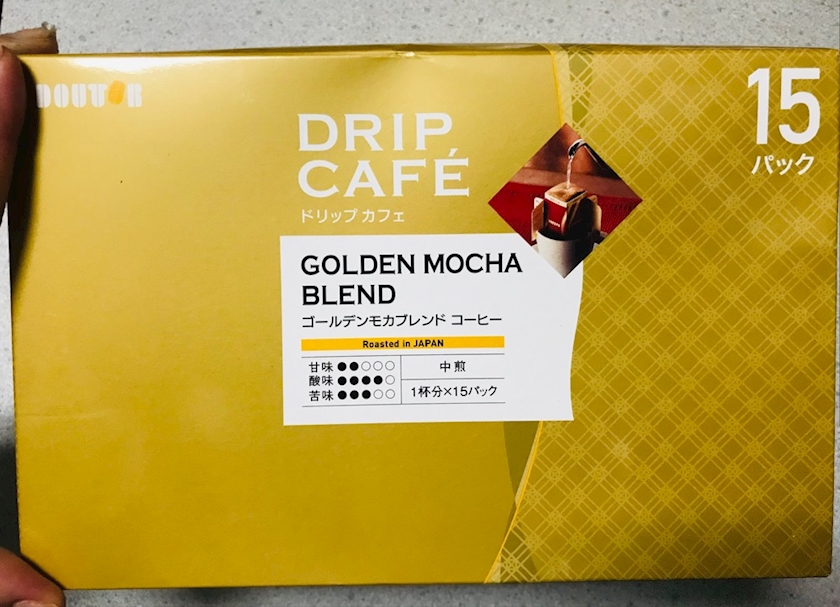 DOUTOR
DRIP
CAFÉ
ドリップ カフェ
15
パック
GOLDEN MOCHA
BLEND
ゴールデンモカブレンド コーヒー
Roasted in JAPAN
甘味 ●●○○○
酸味 ●●●●○
苦味 ●●●○○
中煎
1杯分×15パック